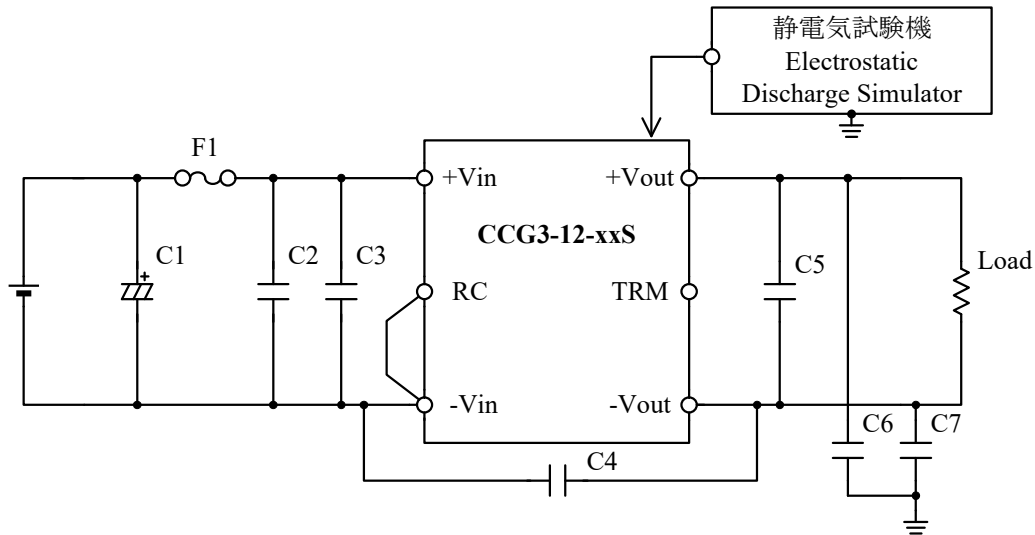 静電気試験機
Electrostatic
Discharge Simulator
F1
+Vin
+Vout
CCG3-12-xxS
C1
+
C2
C3
C5
RC
TRM
Load
-Vin
-Vout
C6
C7
C4